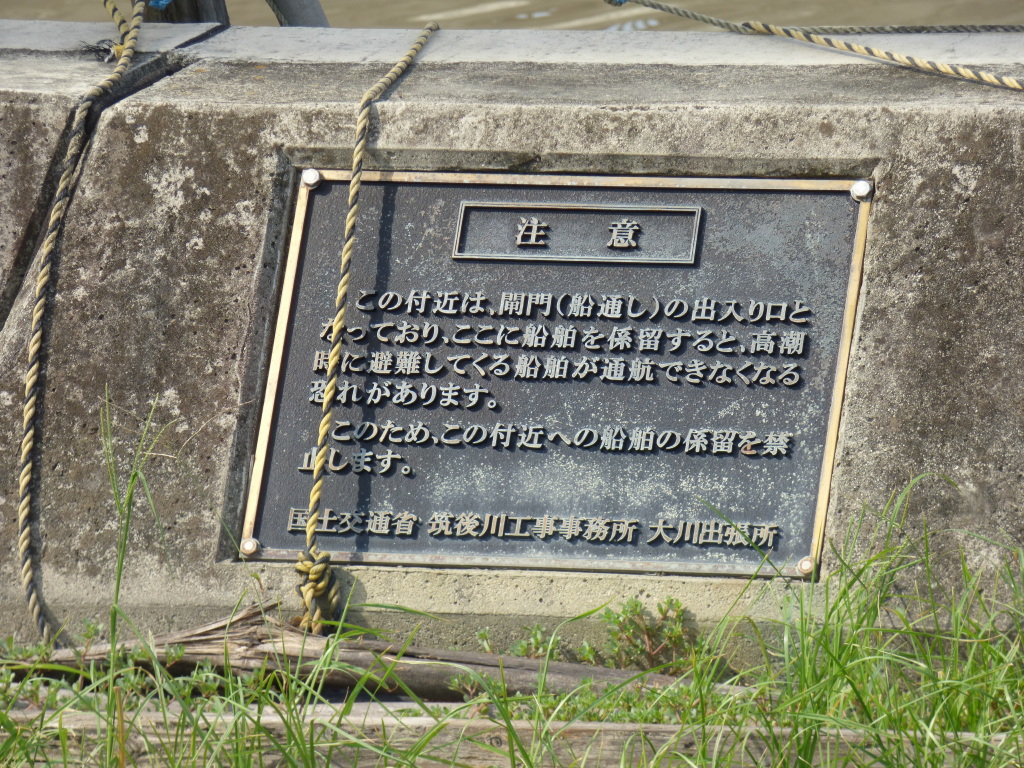 注意
この付近は、閘門(船通し)の出入り口と
なっており、ここに船舶を係留すると、高潮
時に避難してくる船舶が通航できなくなる
恐れがあります。
このため、この付近への船舶の係留を禁
止します。
国土交通省 筑後川工事事務所 大川出張所